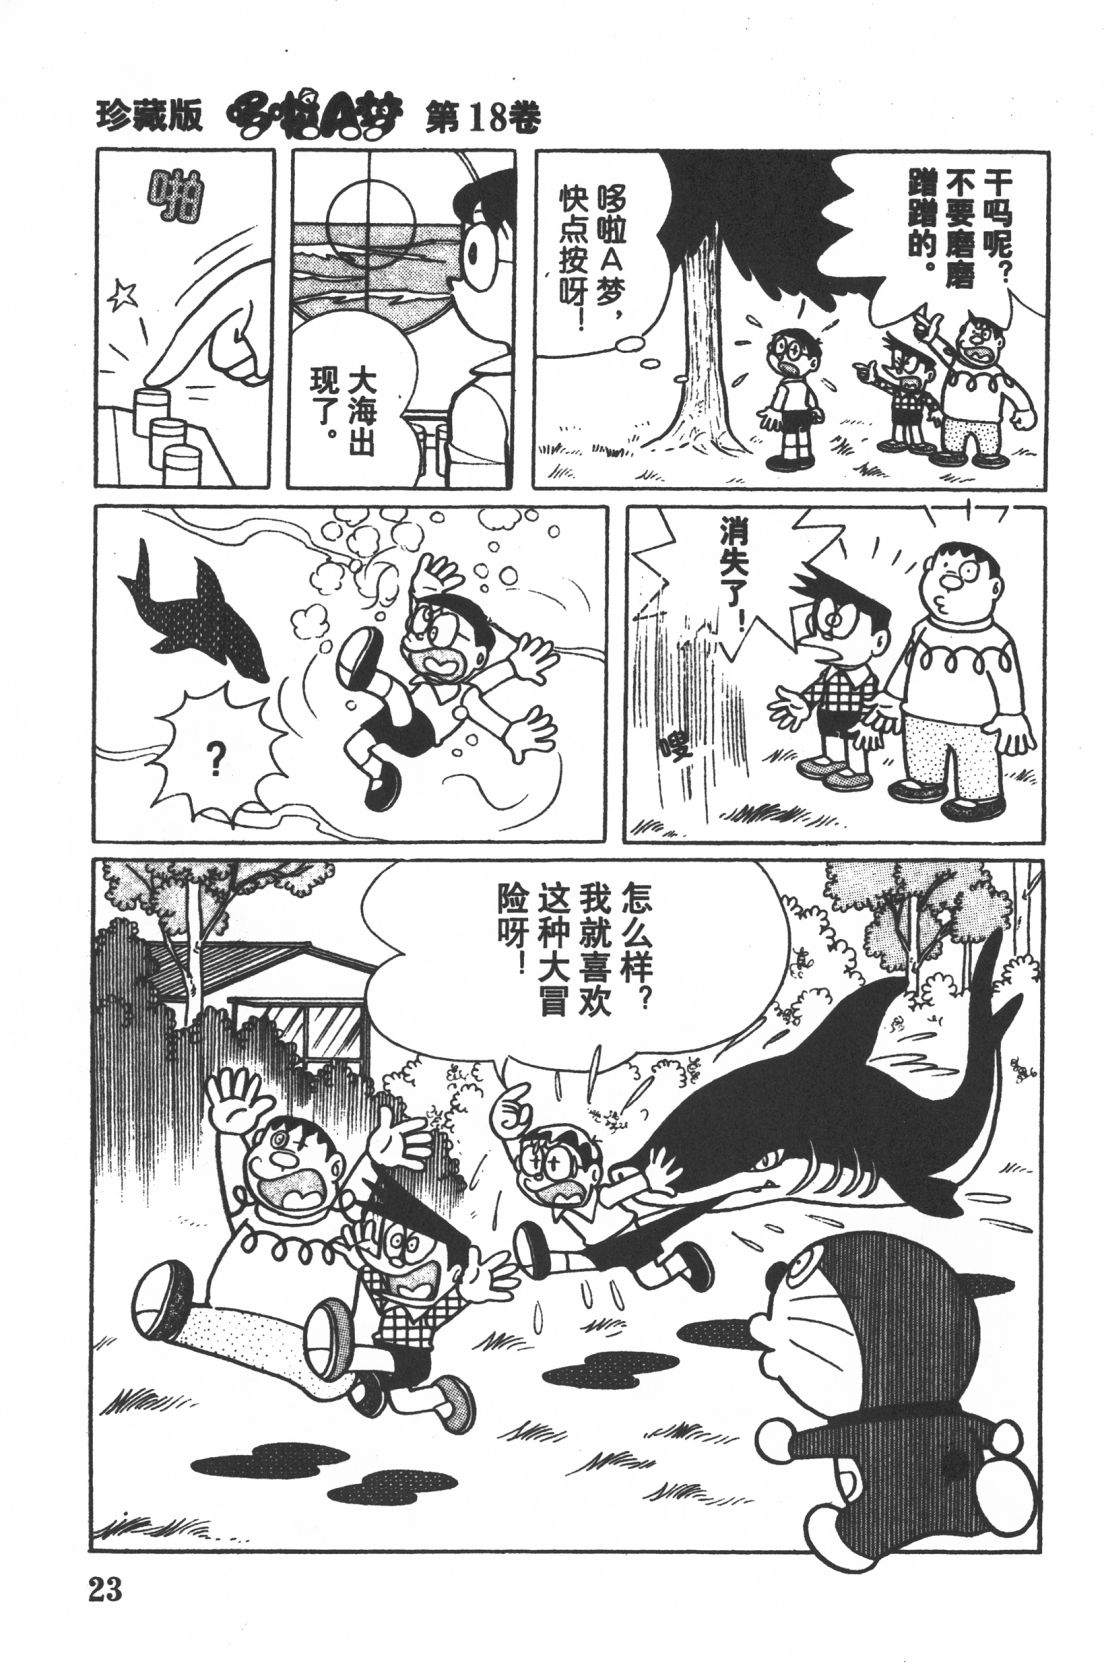 珍藏版 哆啦A梦 第18卷
干吗呢？
不要磨磨
蹭蹭的。
哆啦A梦，
快点按呀！
大海出
现了。
啪
消失了！
嗖
？
怎么样？
我就喜欢
这种大冒
险呀！
23